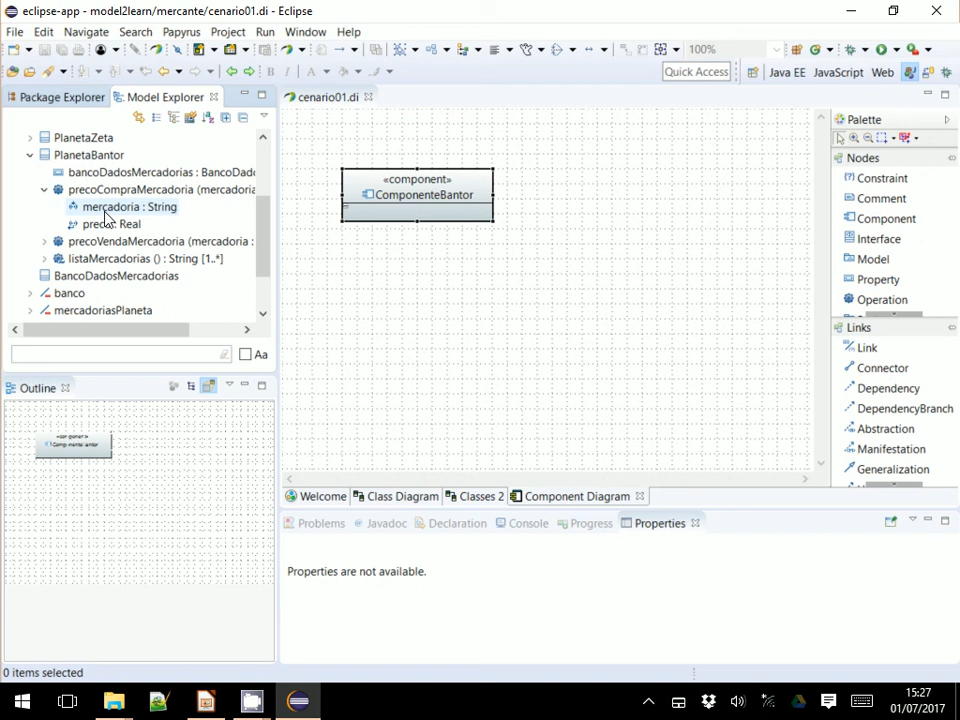 eclipse-app - model2learn/mercante/cenario01.di - Eclipse
File Edit Navigate Search Papyrus Project Run Window Help
100%
Quick Access
Java EE JavaScript Web
Package Explorer Model Explorer
PlanetaZeta
PlanetaBantor
bancoDadosMercadorias : BancoDado
precoCompraMercadoria (mercadoria
mercadoria : String
Real
precoVendaMercadoria (mercadoria :
listaMercadorias () : String [1..*]
BancoDadosMercadorias
banco
mercadoriasPlaneta
Aa
Outline
cenario01.di
«component»
ComponenteBantor
Palette
Nodes
Constraint
Comment
Component
Interface
Model
Property
Operation
Links
Link
Connector
Dependency
DependencyBranch
Abstraction
Manifestation
Generalization
Welcome Class Diagram Classes 2 Component Diagram
Problems Javadoc Declaration Console Progress Properties
Properties are not available.
0 items selected
15:27
01/07/2017